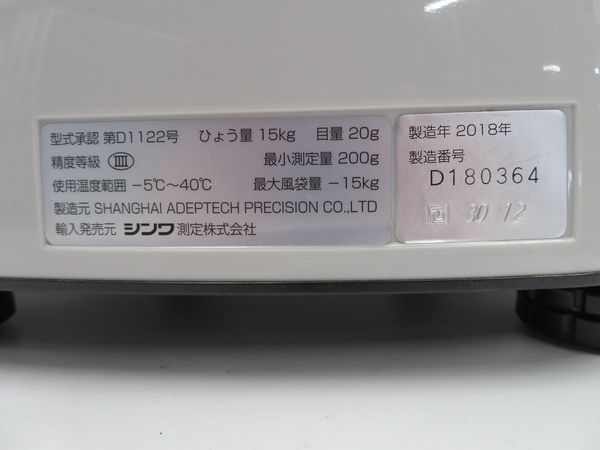 型式承認 第D1122号 ひょう量 15kg 目量 20g
精度等級 Ⅲ 最小測定量 200g
使用温度範囲 −5℃〜40℃ 最大風袋量 −15kg
製造元 SHANGHAI ADEPTECH PRECISION CO.,LTD
輸入発売元 シンワ測定株式会社
製造年 2018年
製造番号
D180364
正 30 12